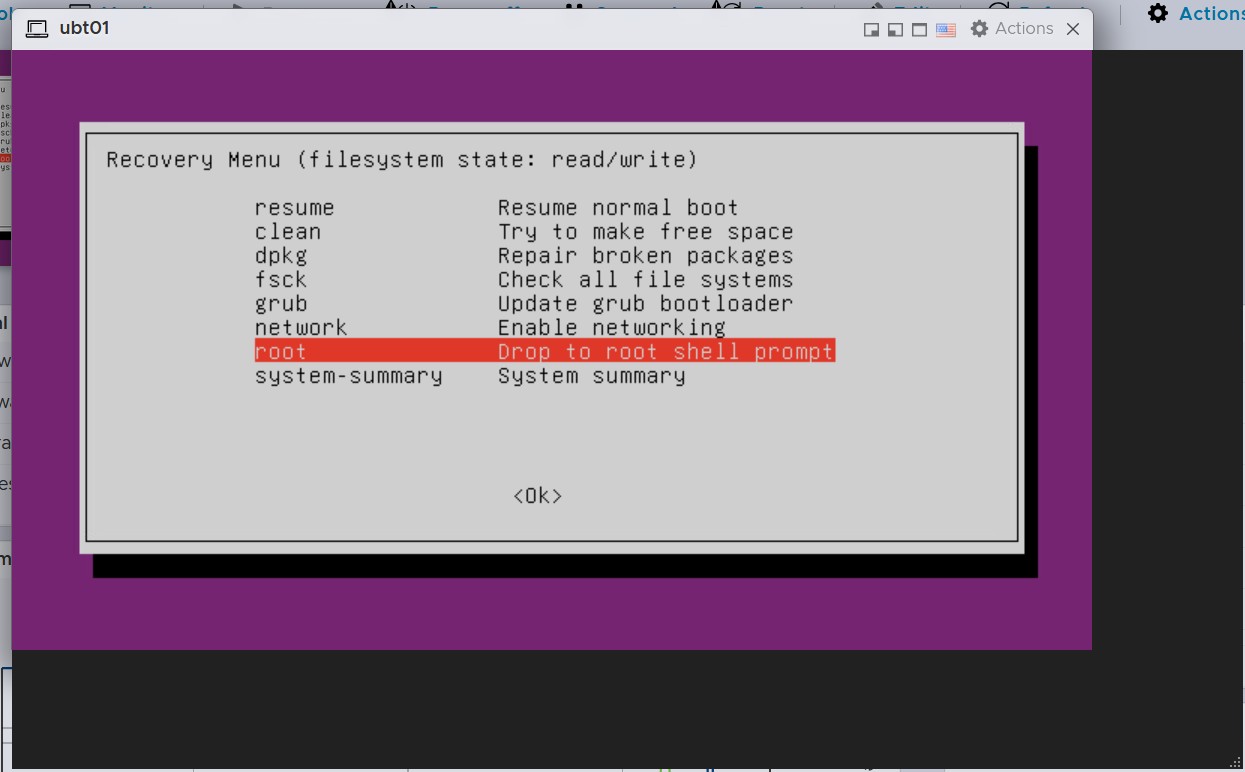 Actions
ubt01
Actions
Recovery Menu (filesystem state: read/write)
resume Resume normal boot
clean Try to make free space
dpkg Repair broken packages
fsck Check all file systems
grub Update grub bootloader
network Enable networking
root Drop to root shell prompt
system-summary System summary
<Ok>